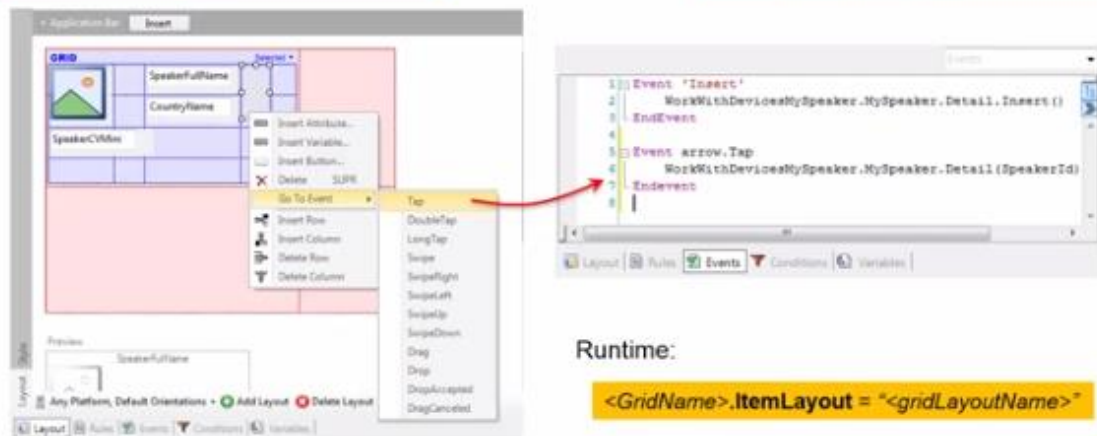 Application Bar Insert
GRID
Selected
SpeakerFullName
CountryName
SpeakerCVMini
Insert Attribute...
Insert Variable...
Insert Button...
Delete SUPR
Go To Event
Insert Row
Insert Column
Delete Row
Delete Column
Tap
DoubleTap
LongTap
Swipe
SwipeRight
SwipeLeft
SwipeUp
SwipeDown
Drag
Drop
DropAccepted
DragCanceled
Preview
SpeakerFullName
Style
Layout
Any Platform, Default Orientations + Add Layout Delete Layout
Layout Rules Events Conditions Variables
Events
1 Event 'Insert'
2 WorkWithDevicesMySpeaker.MySpeaker.Detail.Insert()
3 EndEvent
4
5 Event arrow.Tap
6 WorkWithDevicesMySpeaker.MySpeaker.Detail(SpeakerId)
7 Endevent
8
Layout Rules Events Conditions Variables
Runtime:
<GridName>.ItemLayout = “<gridLayoutName>”